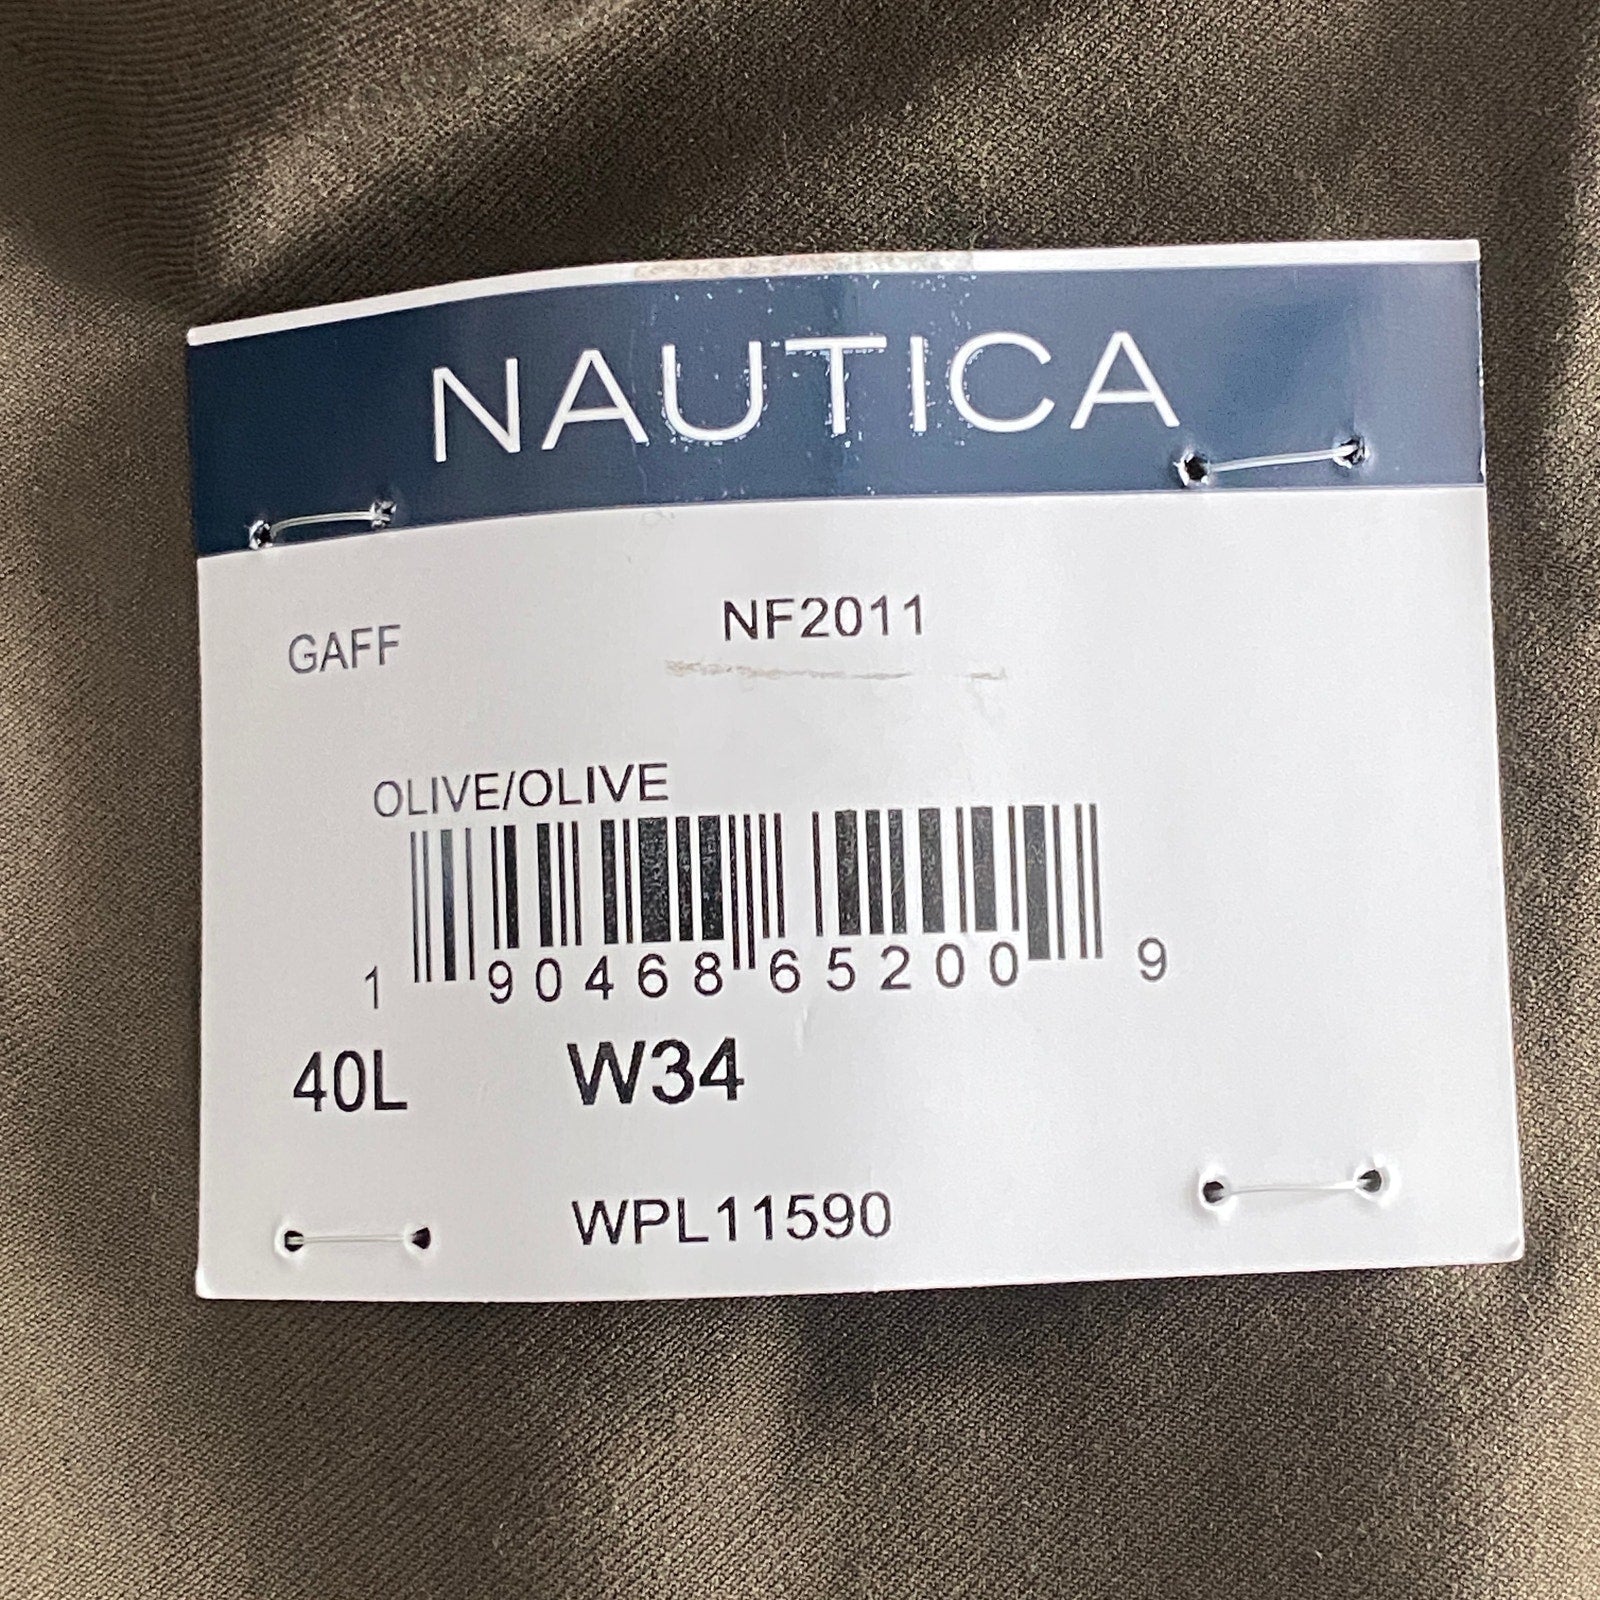 NAUTICA
GAFF NF2011
OLIVE/OLIVE
1 90468 65200 9
40L W34
WPL11590